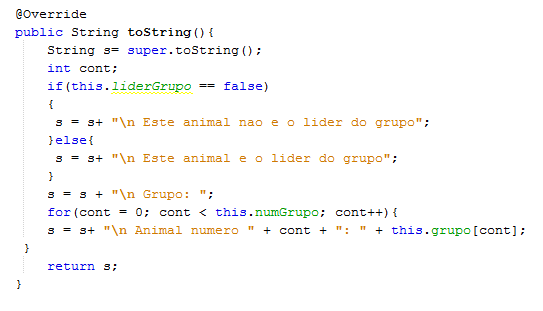 @Override
public String toString(){
String s= super.toString();
int cont;
if(this.liderGrupo == false)
{
s = s+ "\n Este animal nao e o lider do grupo";
}else{
s = s+ "\n Este animal e o lider do grupo";
}
s = s + "\n Grupo: ";
for(cont = 0; cont < this.numGrupo; cont++){
s = s+ "\n Animal numero " + cont + ": " + this.grupo[cont];
}
return s;
}